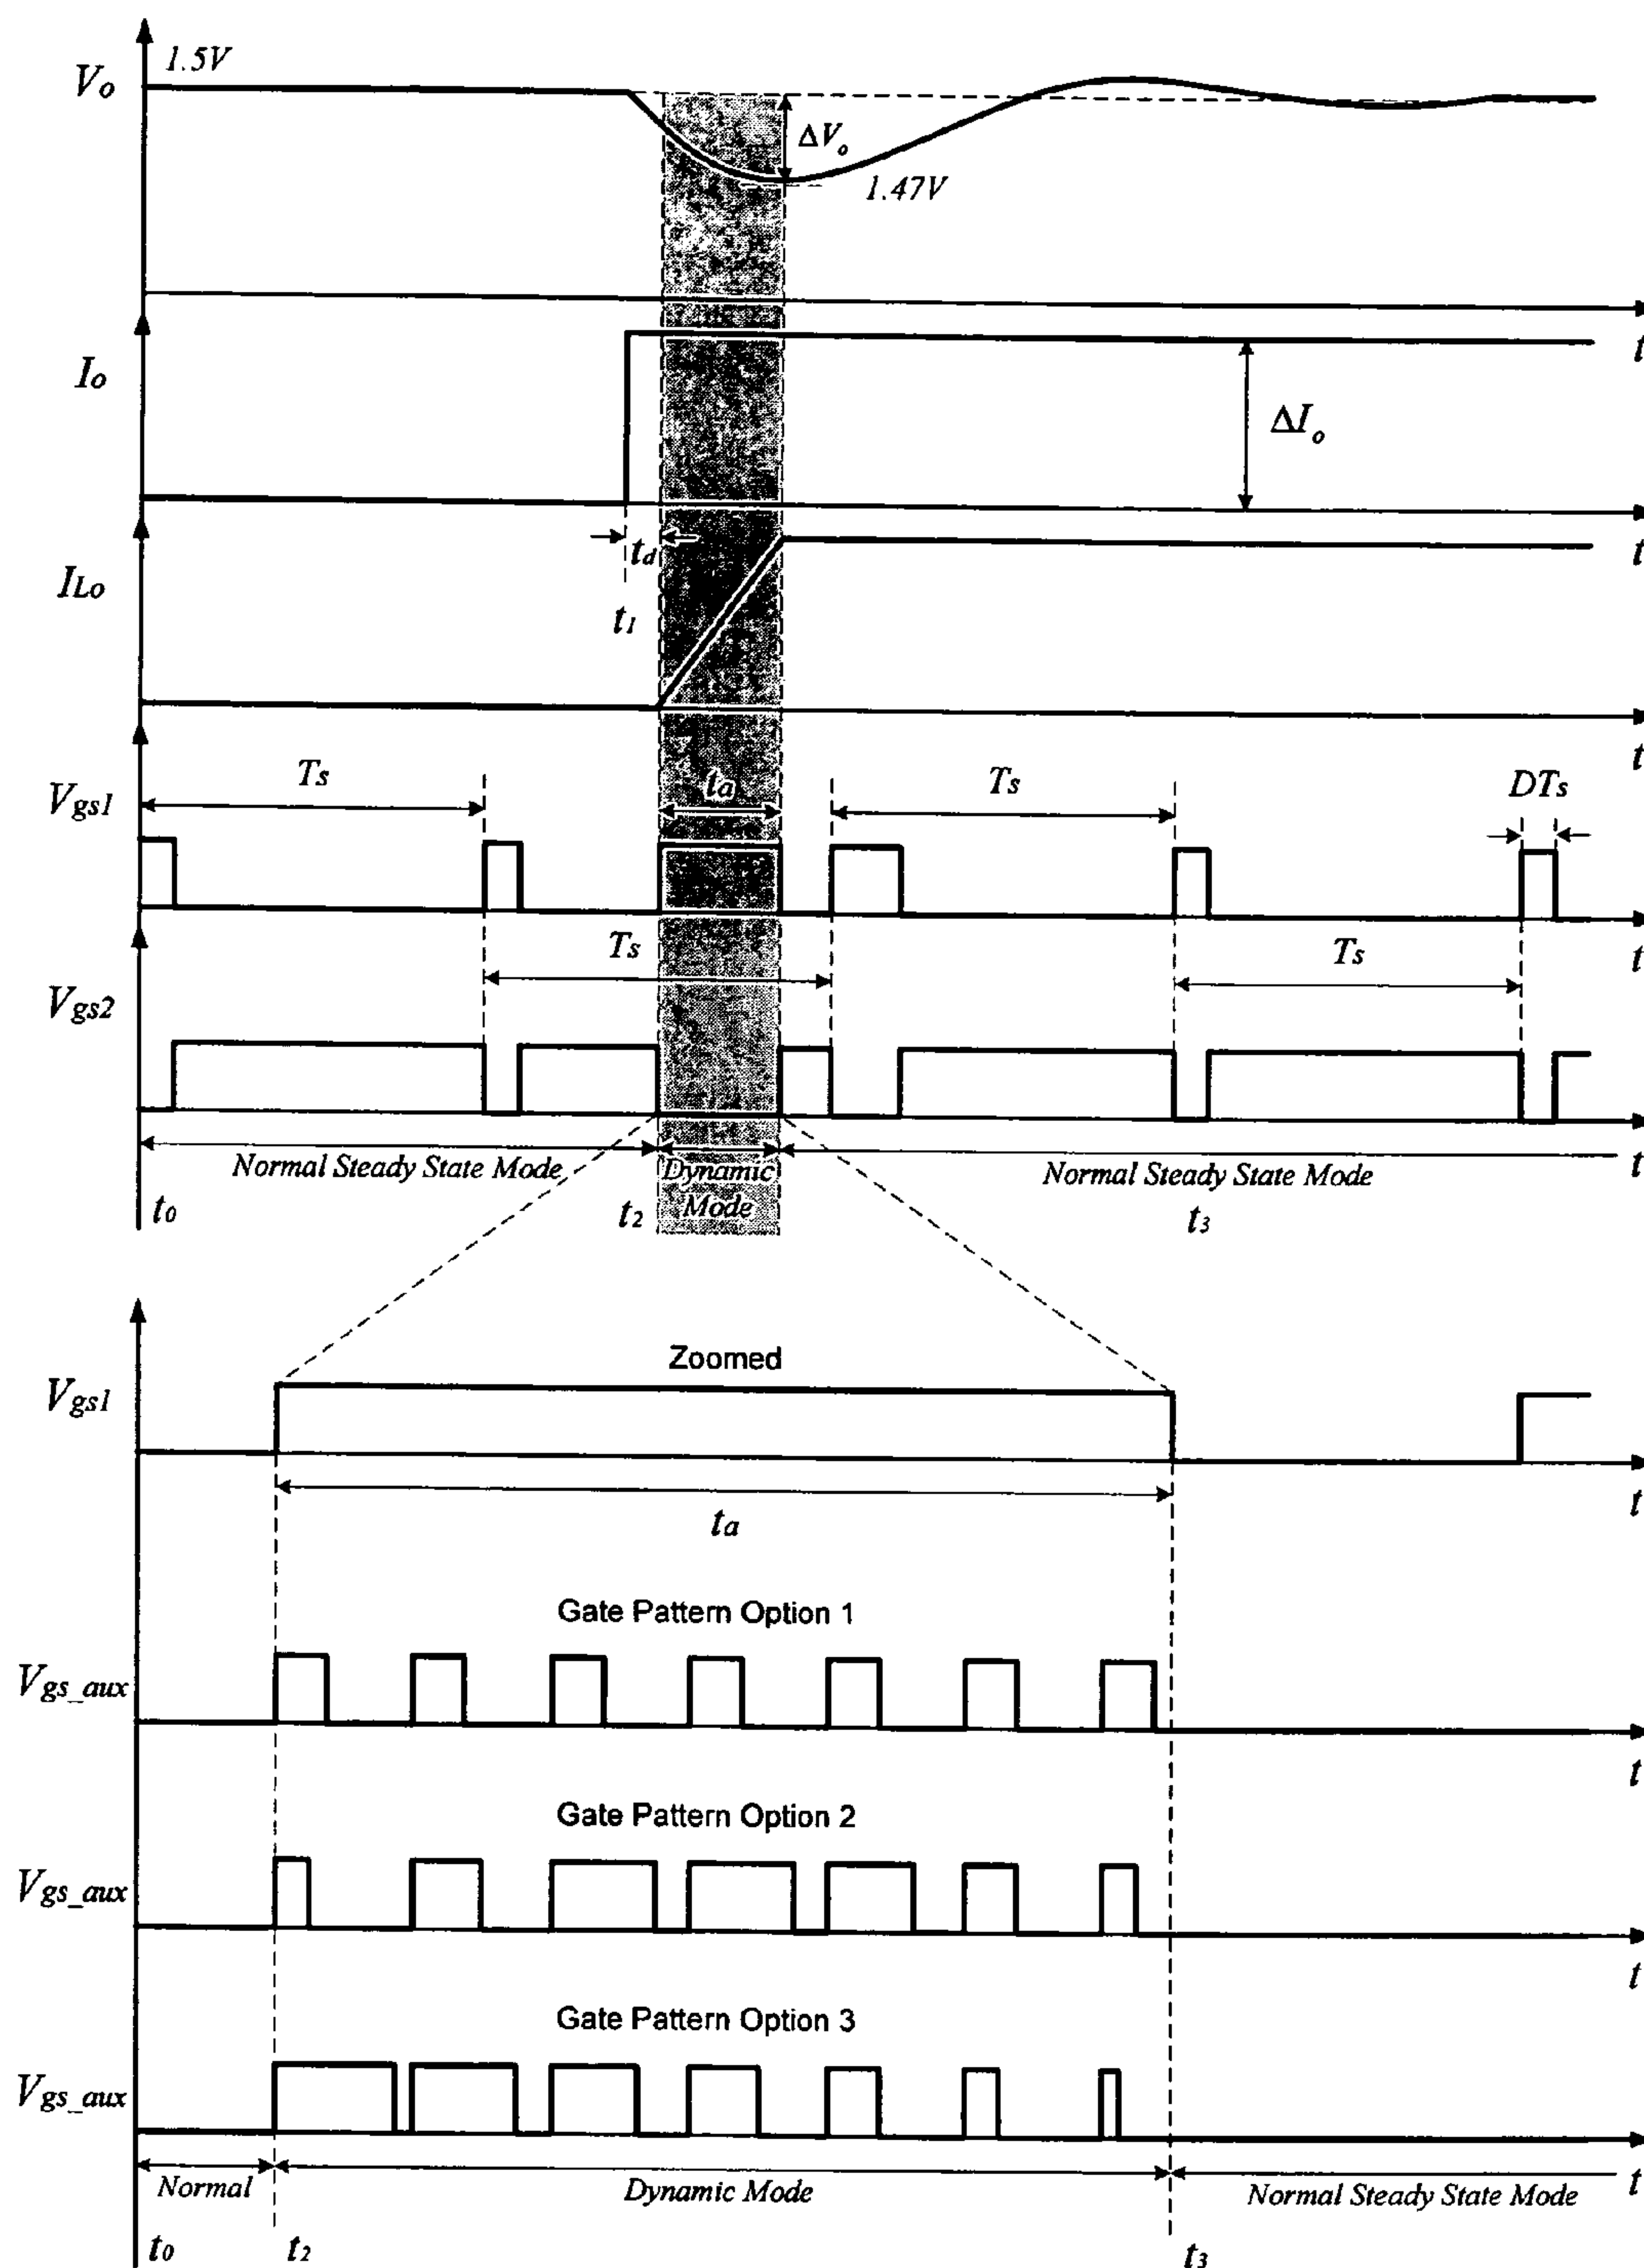 1.5V
Vo
ΔVo
1.47V
t
Io
ΔIo
td
t
ILo
t1
t
Ts
ta
Ts
DTs
Vgs1
t
Ts
Ts
Vgs2
t
Normal Steady State Mode
Dynamic Mode
Normal Steady State Mode
t0
t2
t3
Zoomed
Vgs1
t
ta
Gate Pattern Option 1
Vgs_aux
t
Gate Pattern Option 2
Vgs_aux
t
Gate Pattern Option 3
Vgs_aux
t
Normal
Dynamic Mode
Normal Steady State Mode
t0
t2
t3